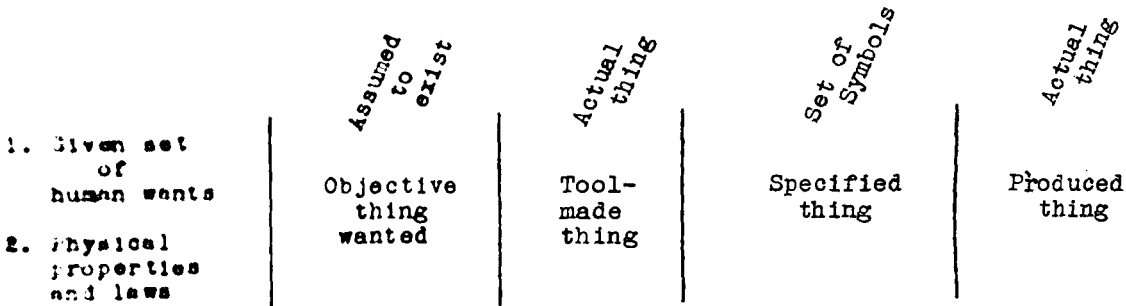 Assumed
to
exist
Actual
thing
Set of
Symbols
Actual
thing
1. Given set
of
human wants
2. Physical
properties
and laws
Objective
thing
wanted
Tool-
made
thing
Specified
thing
Produced
thing